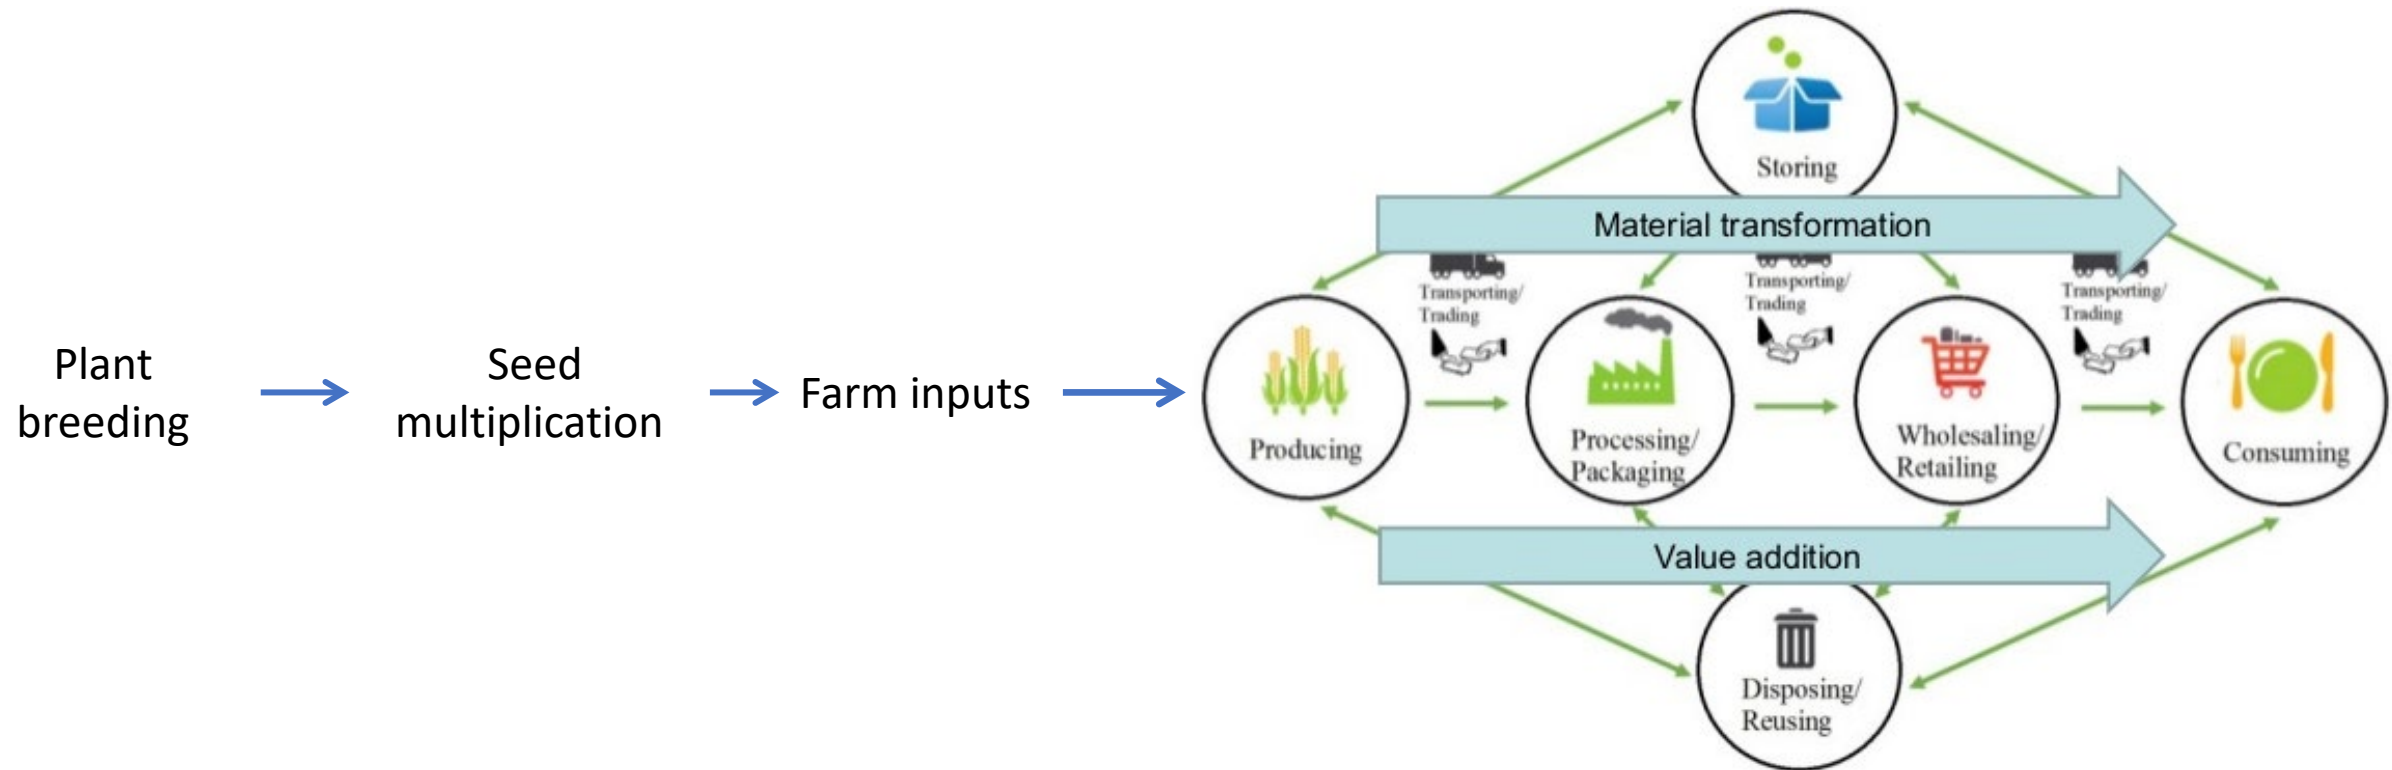 Plant
breeding
Seed
multiplication
Farm inputs
Storing
Material transformation
Transporting/
Trading
Transporting/
Trading
Transporting/
Trading
Producing
Processing/
Packaging
Wholesaling/
Retailing
Consuming
Value addition
Disposing/
Reusing